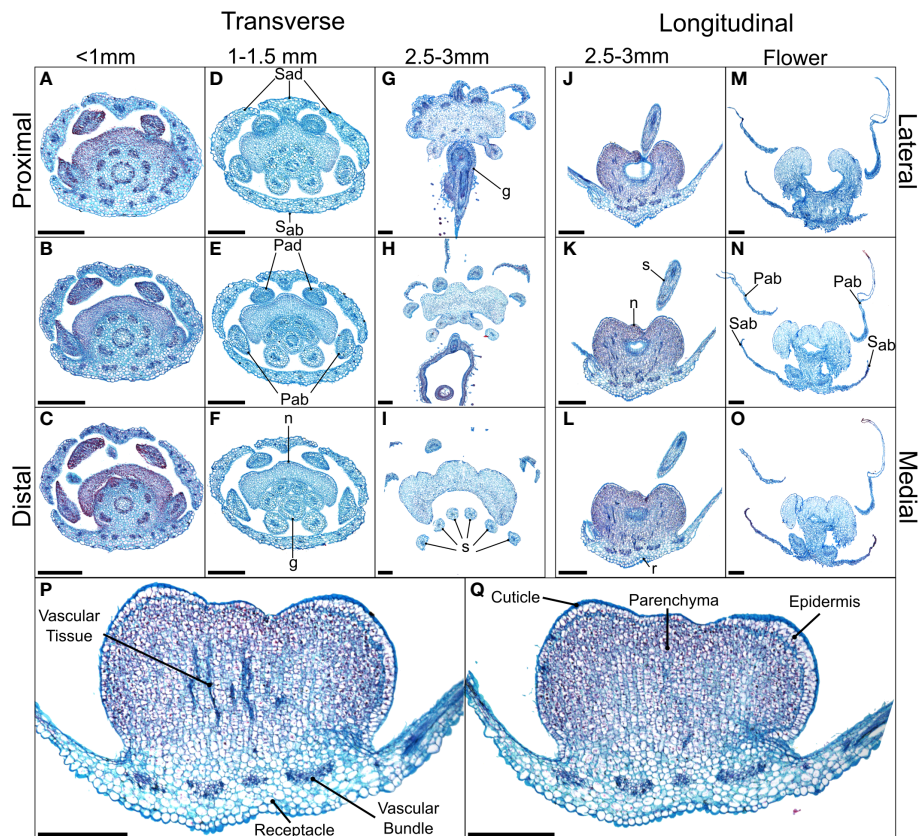 Transverse
Longitudinal
<1mm
1-1.5 mm
2.5-3mm
2.5-3mm
Flower
Proximal
Distal
Lateral
Medial
A
D
Sad
G
J
M
g
Sab
B
E
Pad
H
K
s
n
N
Pab
Pab
Sab
Sab
Pab
C
F
n
I
L
O
s
g
r
P
Vascular
Tissue
Receptacle
Vascular
Bundle
Q
Cuticle
Parenchyma
Epidermis